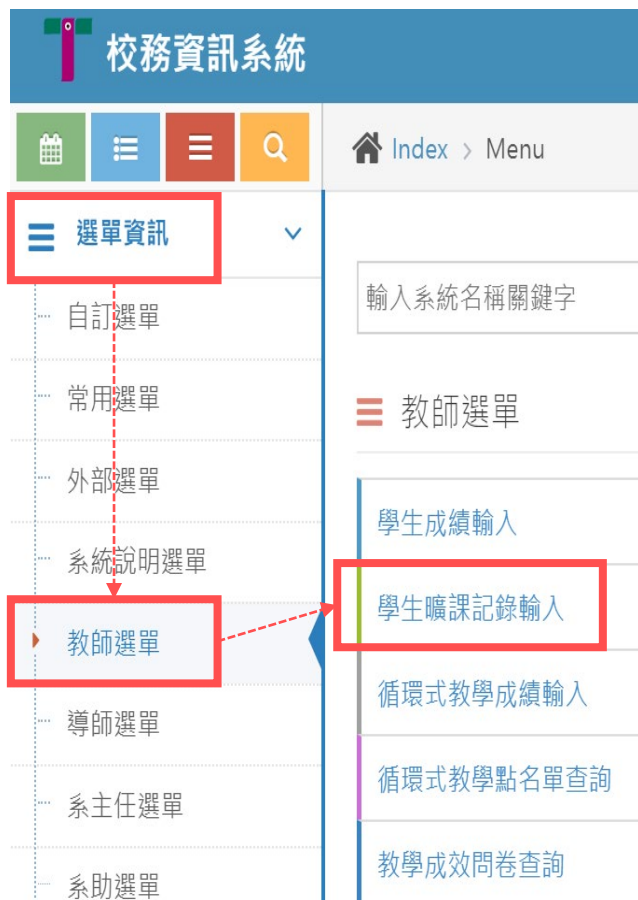 校務資訊系統
Index > Menu
選單資訊
自訂選單
常用選單
外部選單
系統說明選單
教師選單
導師選單
系主任選單
系助選單
輸入系統名稱關鍵字
教師選單
學生成績輸入
學生曠課記錄輸入
循環式教學成績輸入
循環式教學點名單查詢
教學成效問卷查詢